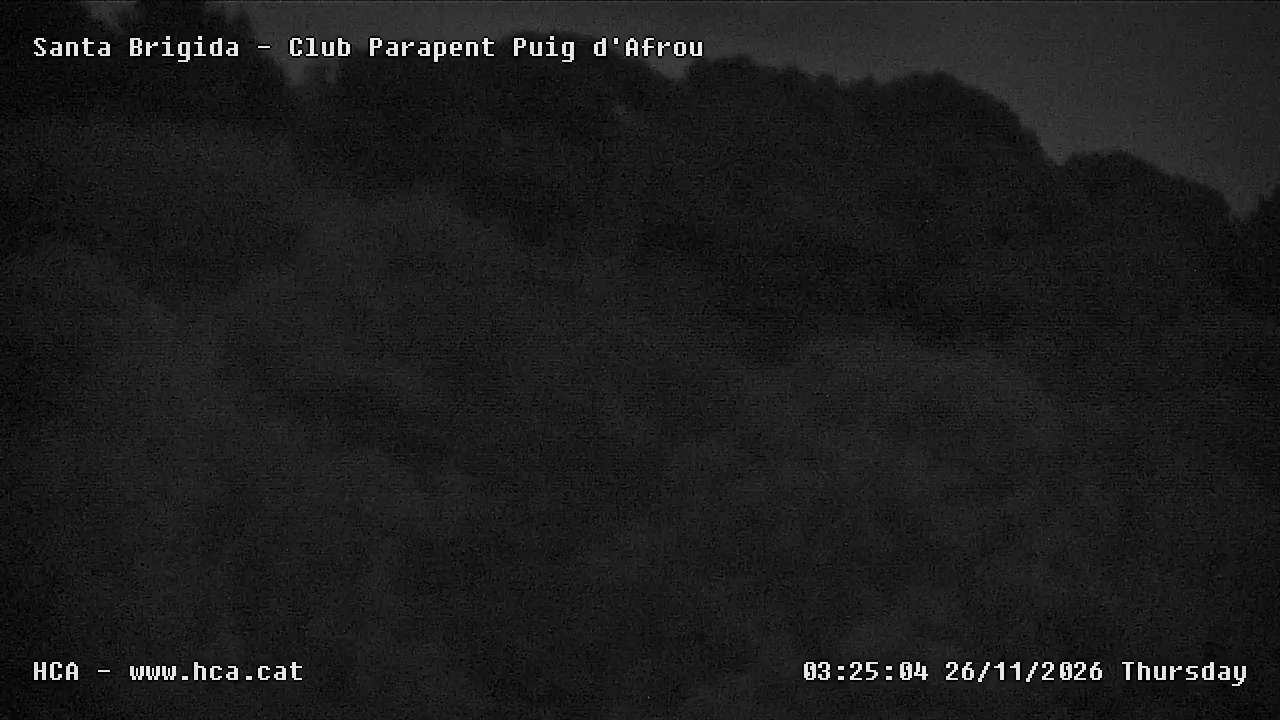 Santa Brigida - Club Parapent Puig d'Afrou
HCA - www.hca.cat
03:25:04 26/11/2026 Thursday